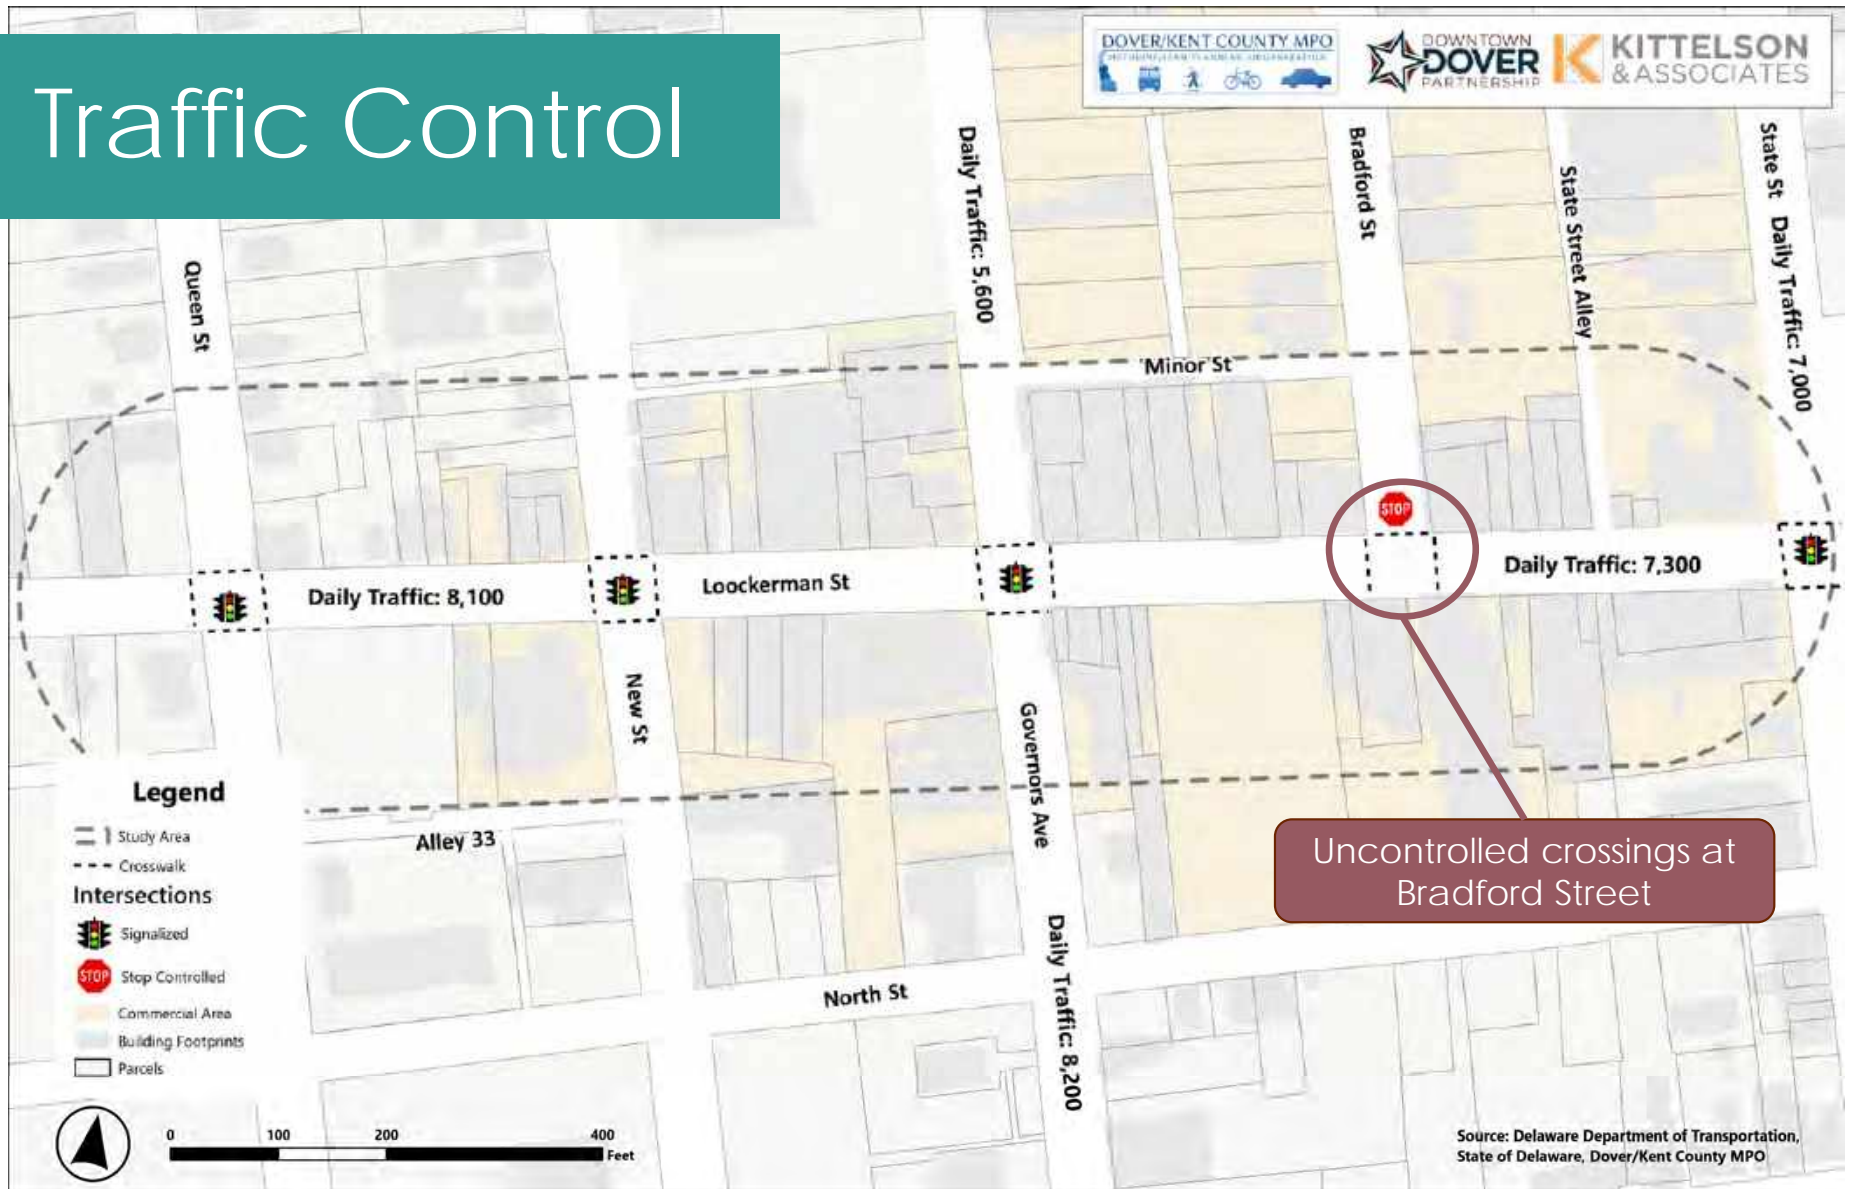 Traffic Control
DOVER/KENT COUNTY MPO
DOWNTOWN
DOVER
PARTNERSHIP
KITTELSON
& ASSOCIATES
Queen St
Daily Traffic: 5,600
Bradford St
State Street Alley
State St Daily Traffic: 7,000
Minor St
STOP
Daily Traffic: 8,100
Loockerman St
Daily Traffic: 7,300
New St
Governors Ave
Daily Traffic: 8,200
Alley 33
North St
Uncontrolled crossings at
Bradford Street
Legend
Study Area
Crosswalk
Intersections
Signalized
STOP
Stop Controlled
Commercial Area
Building Footprints
Parcels
0 100 200 400
Feet
Source: Delaware Department of Transportation,
State of Delaware, Dover/Kent County MPO